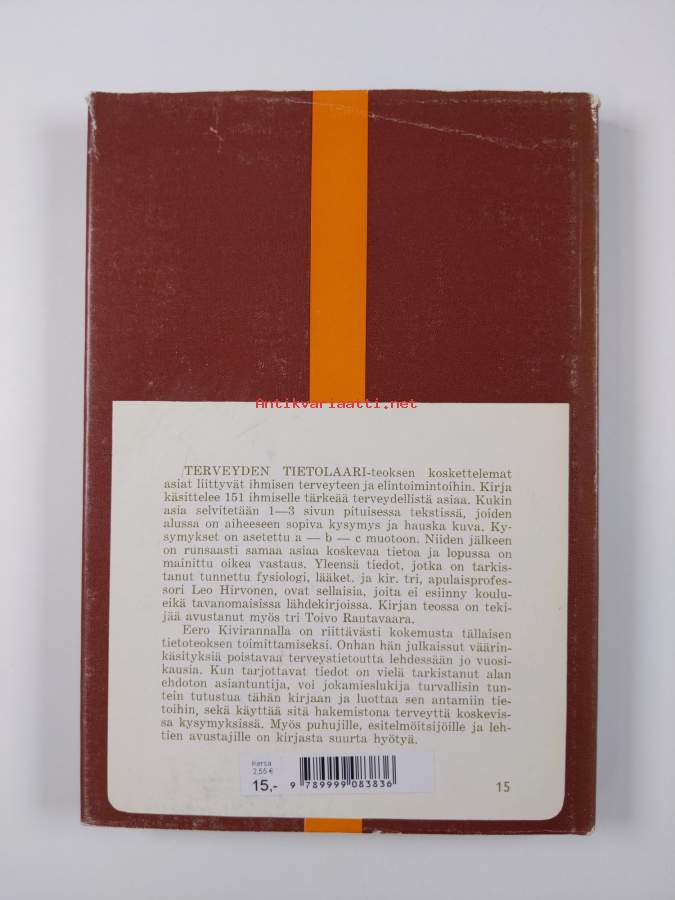 Antikvariaatti.net
TERVEYDEN TIETOLAARI-teoksen koskettelemat
asiat liittyvät ihmisen terveyteen ja elintoimintoihin. Kirja
käsittelee 151 ihmiselle tärkeää terveydellistä asiaa. Kukin
asia selvitetään 1—3 sivun pituisessa tekstissä, joiden
alussa on aiheeseen sopiva kysymys ja hauska kuva. Ky-
symykset on asetettu a — b — c muotoon. Niiden jälkeen
on runsaasti samaa asiaa koskevaa tietoa ja lopussa on
mainittu oikea vastaus. Yleensä tiedot, jotka on tarkis-
tanut tunnettu fysiologi, lääket. ja kir. tri, apulaisprofes-
sori Leo Hirvonen, ovat sellaisia, joita ei esiinny koulu-
eikä tavanomaisissa lähdekirjoissa. Kirjan teossa on teki-
jää avustanut myös tri Toivo Rautavaara.
Eero Kivirannalla on riittävästi kokemusta tällaisen
tietoteoksen toimittamiseksi. Onhan hän julkaissut väärin-
käsityksiä poistavaa terveystietoutta lehdessään jo vuosi-
kausia. Kun tarjottavat tiedot on vielä tarkistanut alan
ehdoton asiantuntija, voi jokamieslukija turvallisin tun-
tein tutustua tähän kirjaan ja luottaa sen antamiin tie-
toihin, sekä käyttää sitä hakemistona terveyttä koskevis-
sa kysymyksissä. Myös puhujille, esitelmöitsijöille ja leh-
tien avustajille on kirjasta suurta hyötyä.
Rarsa
2,55 €
15,-
9 789999 083836
15